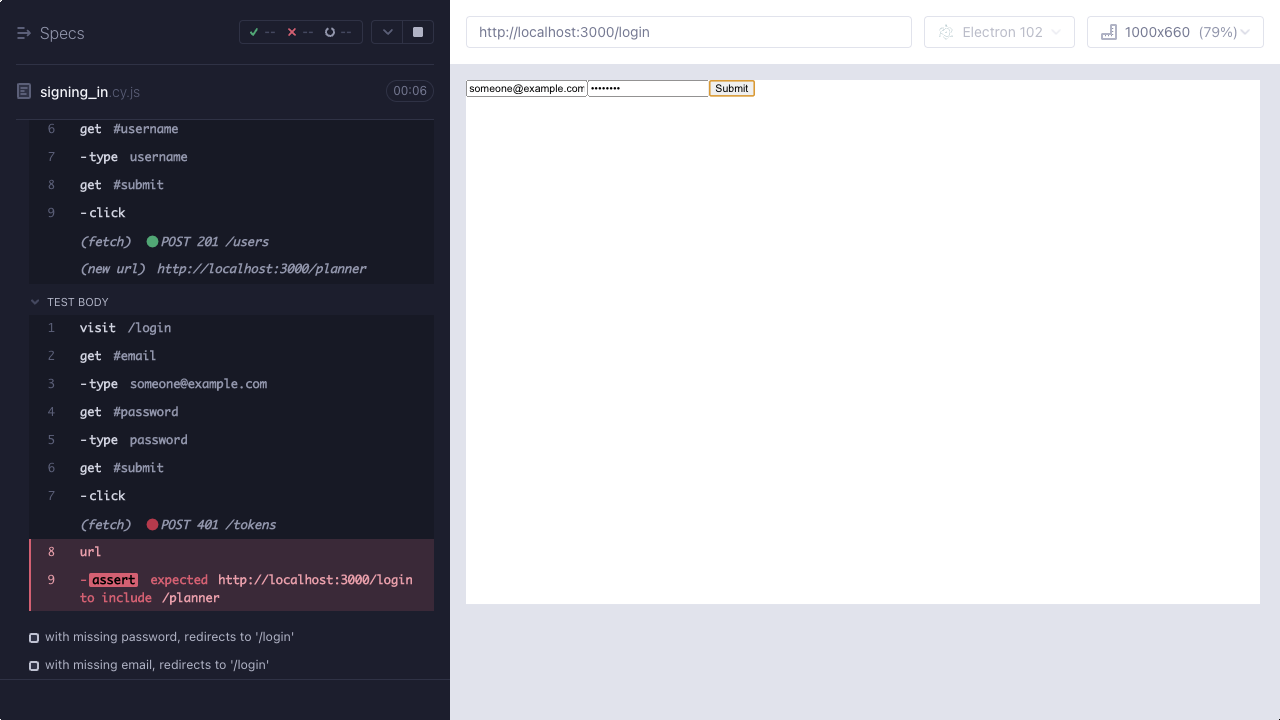 Specs
-- -- --
signing_in.cy.js 00:06
6 get #username
7 -type username
8 get #submit
9 -click
(fetch) POST 201 /users
(new url) http://localhost:3000/planner
TEST BODY
1 visit /login
2 get #email
3 -type someone@example.com
4 get #password
5 -type password
6 get #submit
7 -click
(fetch) POST 401 /tokens
8 url
9 -assert expected http://localhost:3000/login
to include /planner
with missing password, redirects to '/login'
with missing email, redirects to '/login'
http://localhost:3000/login Electron 102 1000x660 (79%)
someone@example.com •••••••• Submit